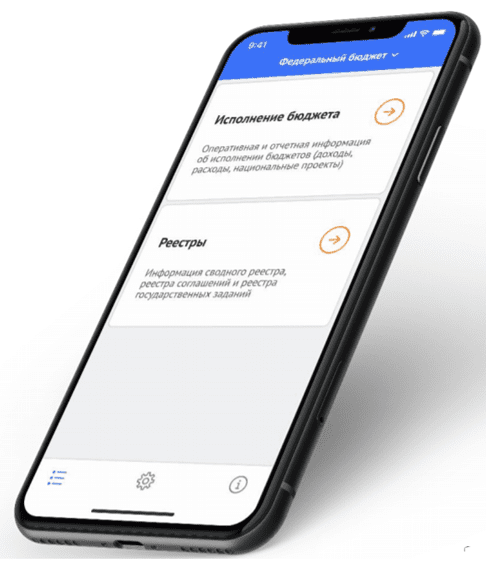 9:41
Федеральный бюджет
Исполнение бюджета
Оперативная и отчетная информация
об исполнении бюджетов (доходы,
расходы, национальные проекты)
Реестры
Информация сводного реестра,
реестра соглашений и реестра
государственных заданий